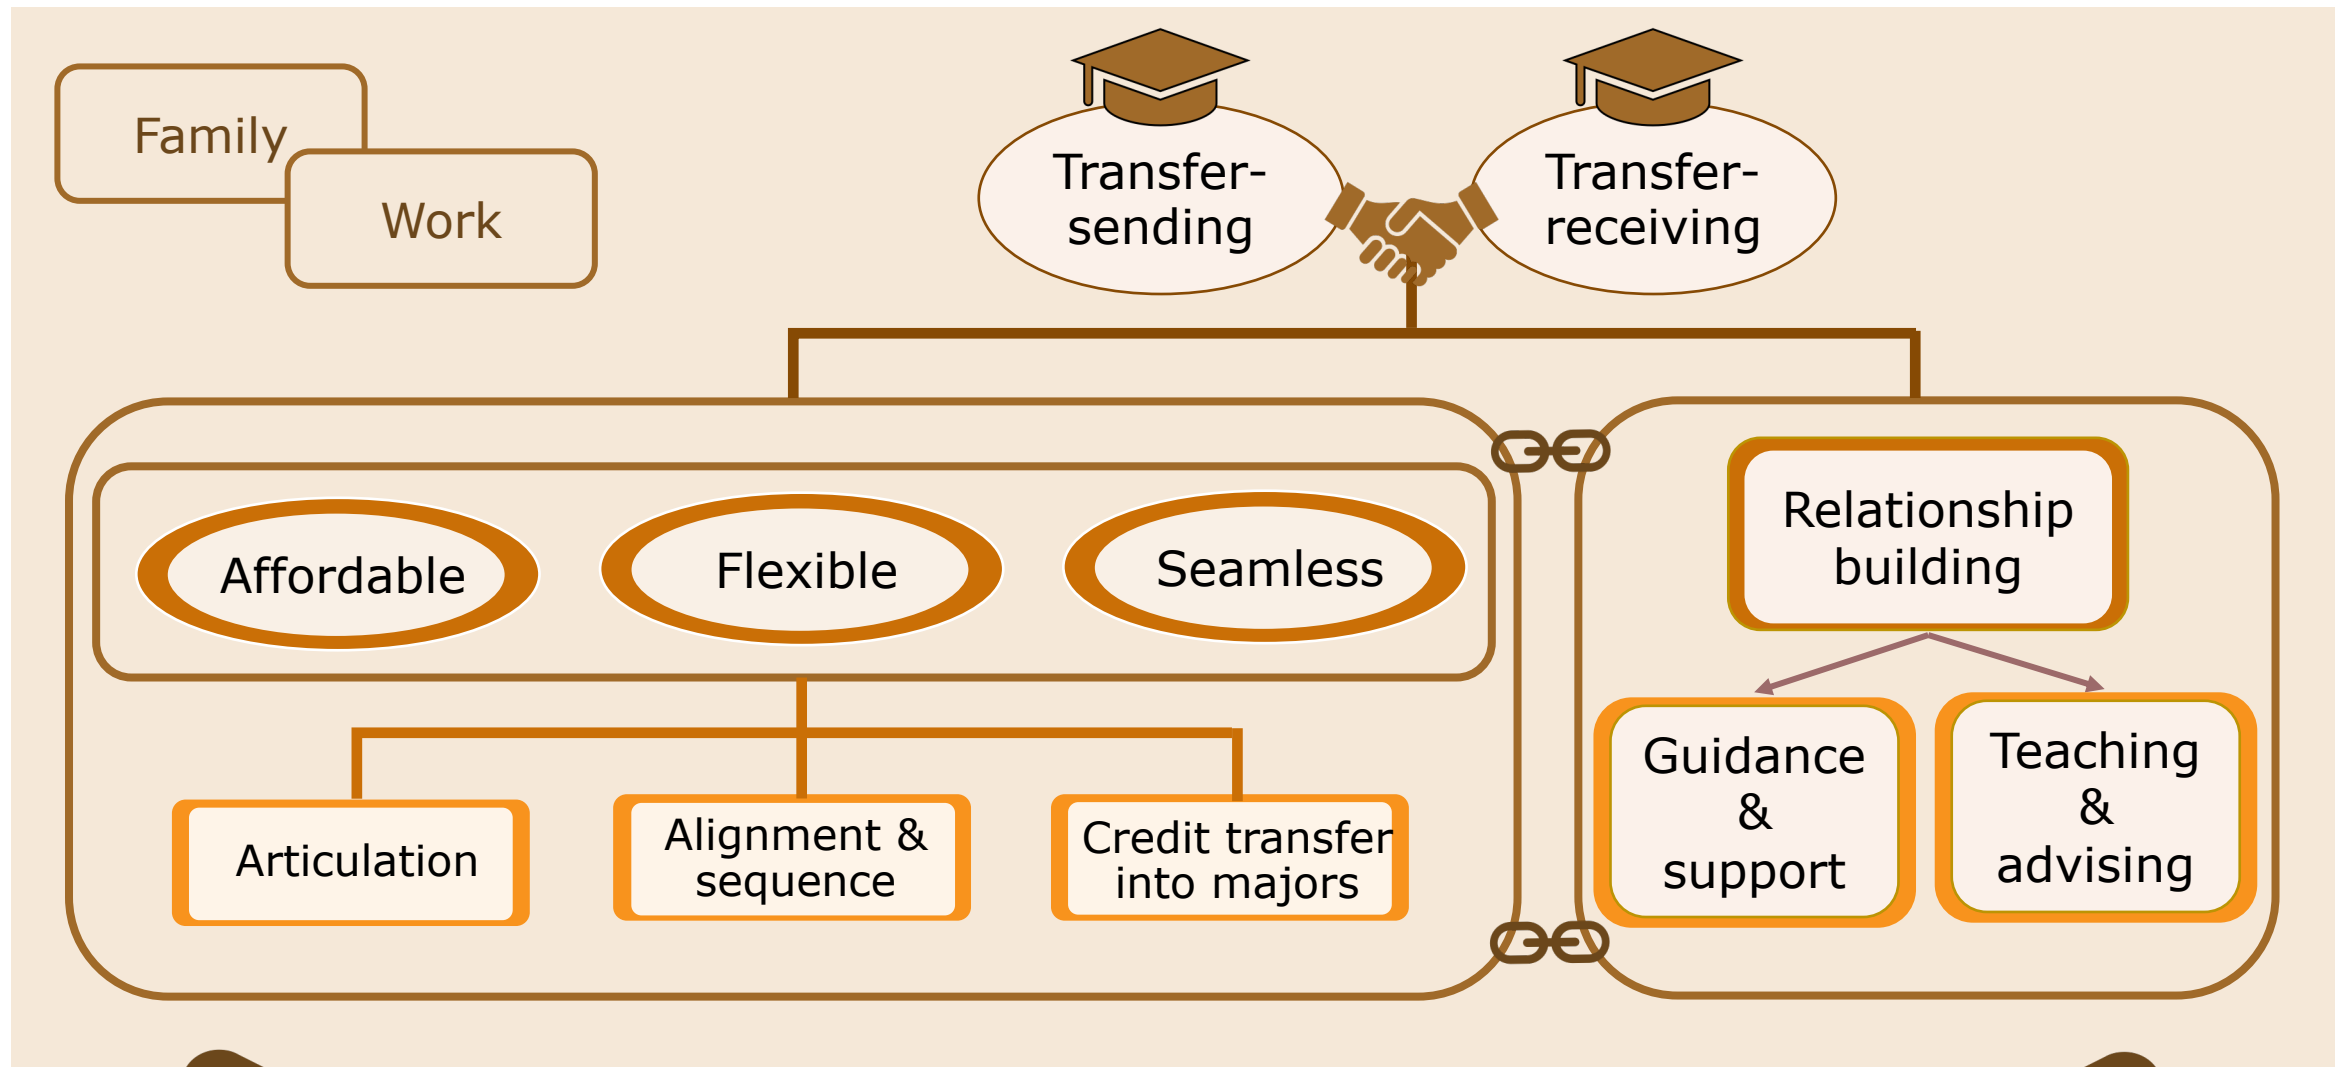 Family
Work
Transfer-
sending
Transfer-
receiving
Affordable
Flexible
Seamless
Articulation
Alignment &
sequence
Credit transfer
into majors
Relationship
building
Guidance
&
support
Teaching
&
advising